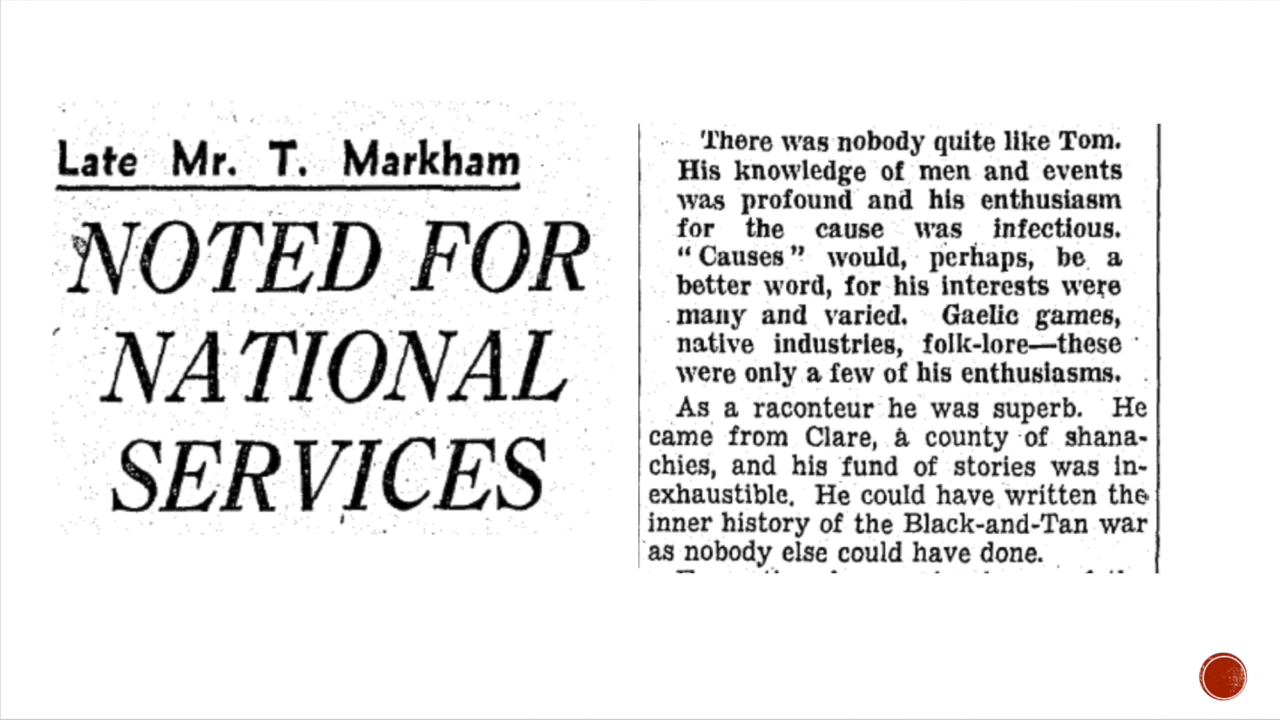 Late Mr. T. Markham
NOTED FOR
NATIONAL
SERVICES
There was nobody quite like Tom.
His knowledge of men and events
was profound and his enthusiasm
for the cause was infectious.
"Causes" would, perhaps, be a
better word, for his interests were
many and varied. Gaelic games,
native industries, folk-lore—these
were only a few of his enthusiasms.
As a raconteur he was superb. He
came from Clare, a county of shana-
chies, and his fund of stories was in-
exhaustible. He could have written the
inner history of the Black-and-Tan war
as nobody else could have done.